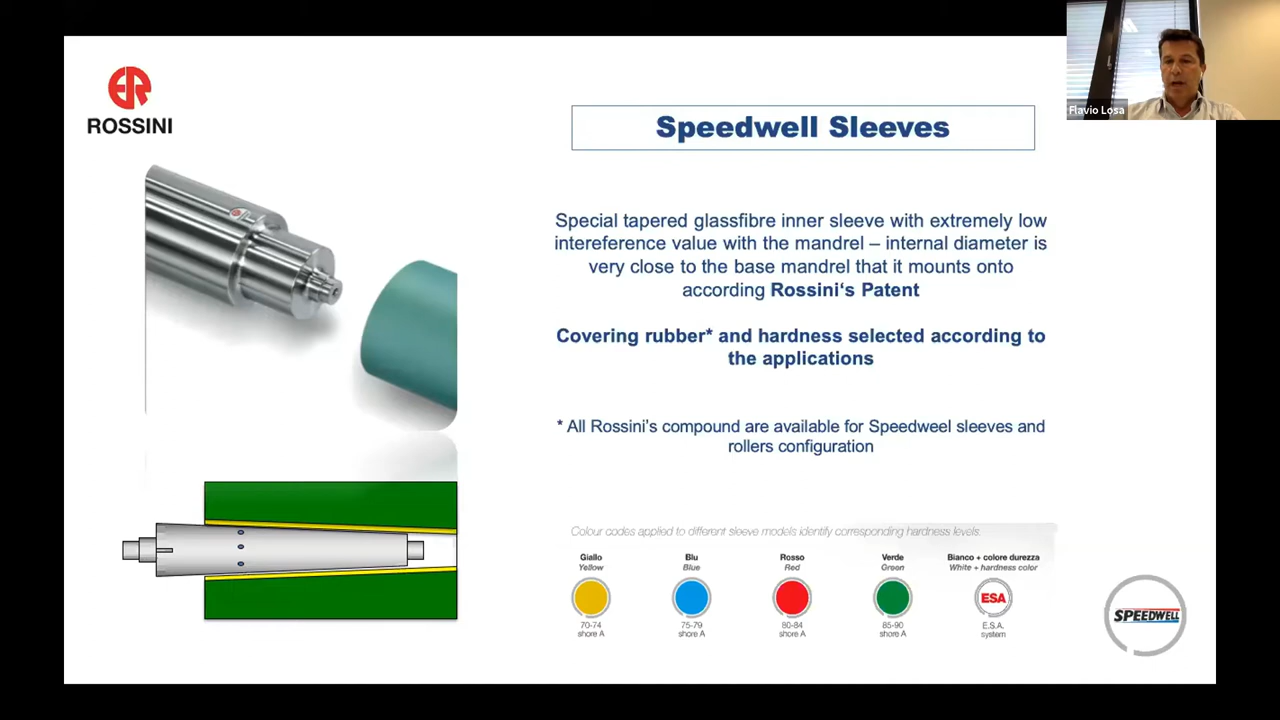 ER
ROSSINI
Flavio Losa
Speedwell Sleeves
Special tapered glassfibre inner sleeve with extremely low
intereference value with the mandrel – internal diameter is
very close to the base mandrel that it mounts onto
according Rossini‘s Patent
Covering rubber* and hardness selected according to
the applications
* All Rossini's compound are available for Speedweel sleeves and
rollers configuration
Colour codes applied to different sleeve models identify corresponding hardness levels.
Giallo
Yellow
70-74
shore A
Blu
Blue
75-79
shore A
Rosso
Red
80-84
shore A
Verde
Green
85-90
shore A
Bianco + colore durezza
White + hardness color
ESA
E.S.A.
system
SPEEDWELL